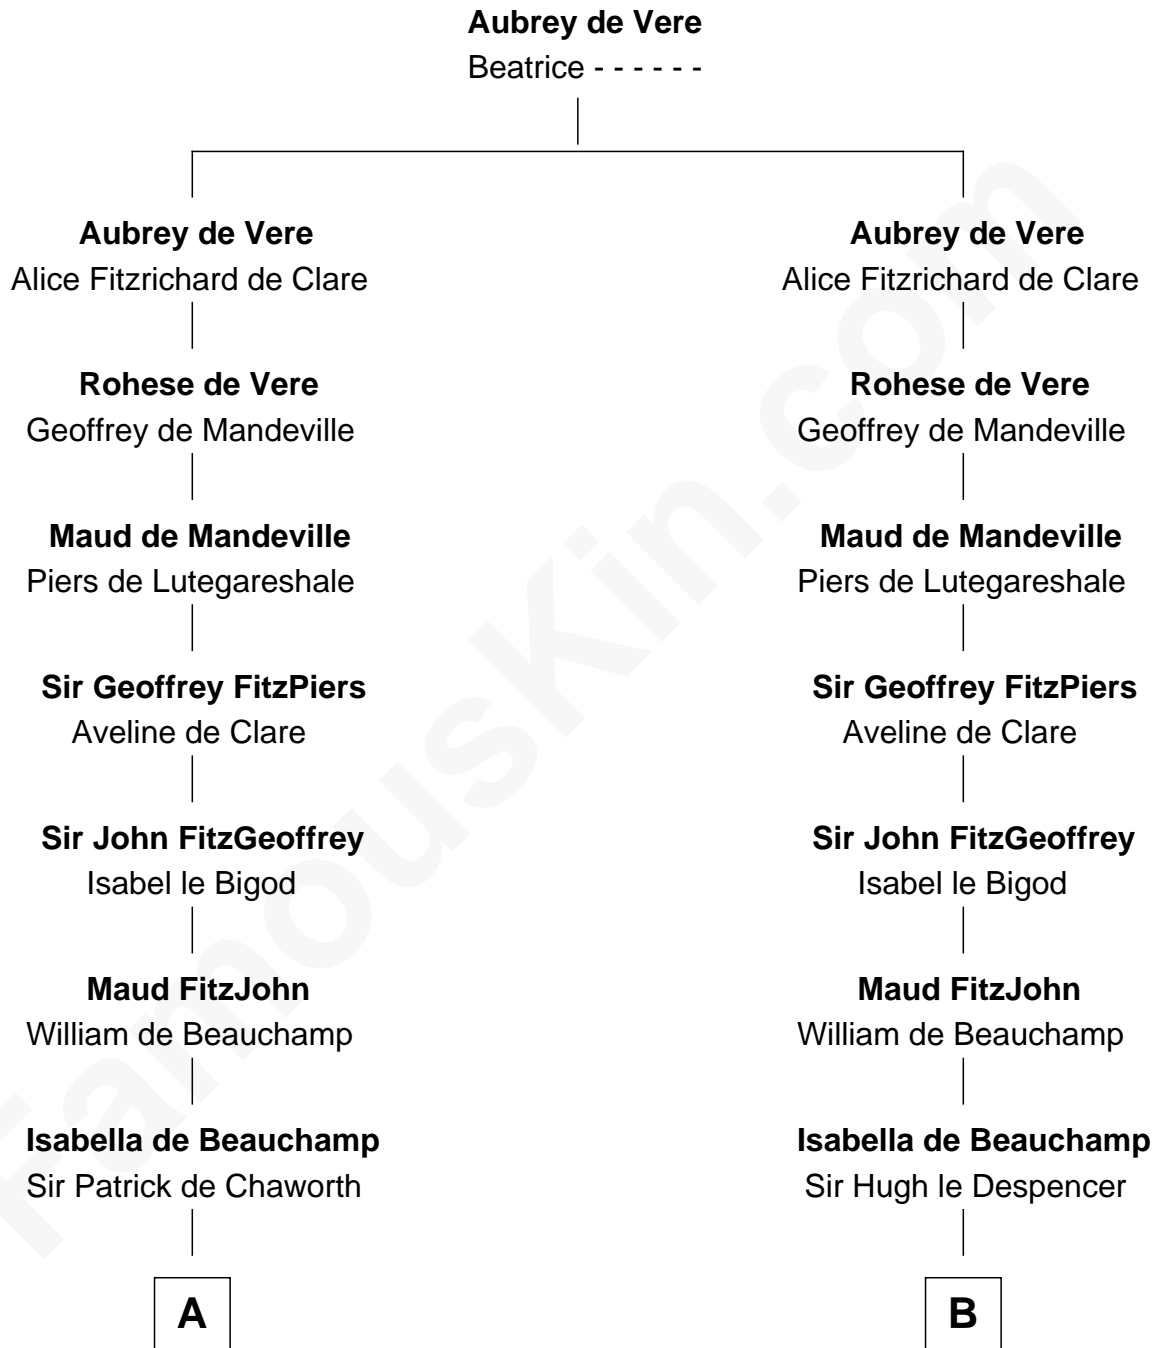 Aubrey de Vere
Beatrice - - - - - -
Aubrey de Vere
Alice Fitzrichard de Clare
Rohese de Vere
Geoffrey de Mandeville
Maud de Mandeville
Piers de Lutegareshale
Sir Geoffrey FitzPiers
Aveline de Clare
Sir John FitzGeoffrey
Isabel le Bigod
Maud FitzJohn
William de Beauchamp
Isabella de Beauchamp
Sir Patrick de Chaworth
A
Aubrey de Vere
Alice Fitzrichard de Clare
Rohese de Vere
Geoffrey de Mandeville
Maud de Mandeville
Piers de Lutegareshale
Sir Geoffrey FitzPiers
Aveline de Clare
Sir John FitzGeoffrey
Isabel le Bigod
Maud FitzJohn
William de Beauchamp
Isabella de Beauchamp
Sir Hugh le Despencer
B
FamousKin.com